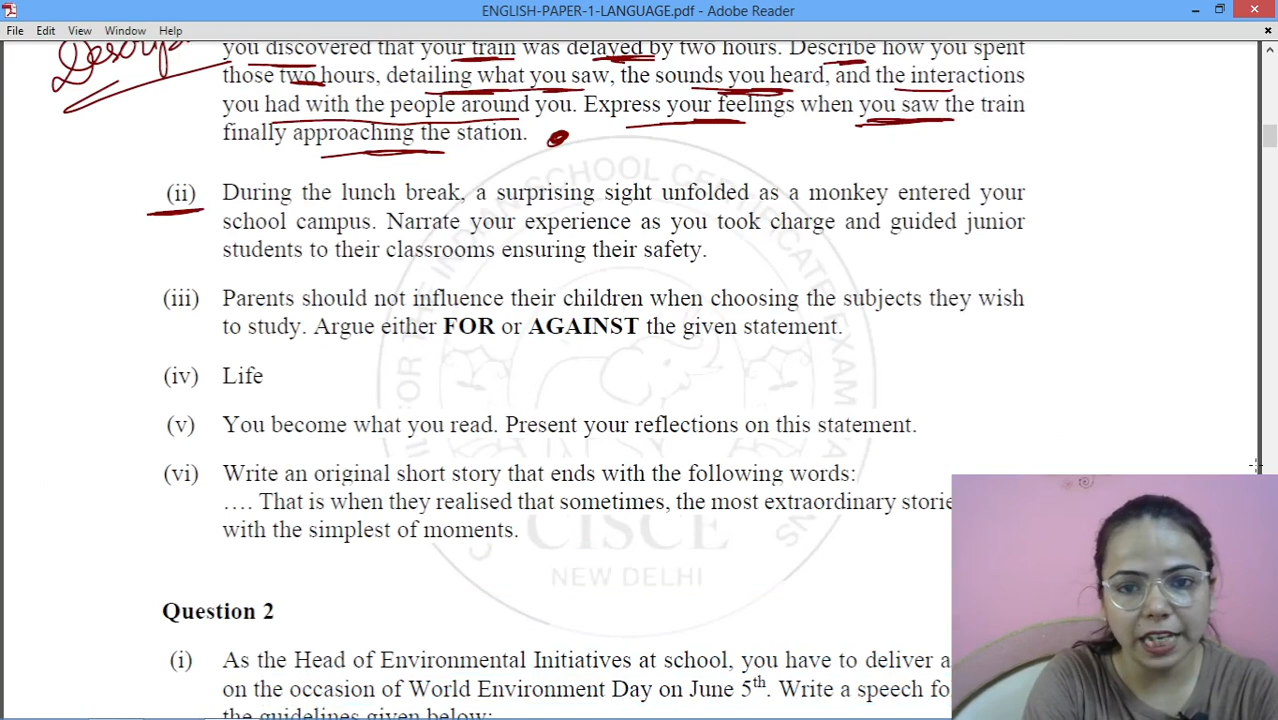 ENGLISH-PAPER-1-LANGUAGE.pdf - Adobe Reader
File Edit View Window Help
Descrip
you discovered that your train was delayed by two hours. Describe how you spent
those two hours, detailing what you saw, the sounds you heard, and the interactions
you had with the people around you. Express your feelings when you saw the train
finally approaching the station.
(ii) During the lunch break, a surprising sight unfolded as a monkey entered your
school campus. Narrate your experience as you took charge and guided junior
students to their classrooms ensuring their safety.
(iii) Parents should not influence their children when choosing the subjects they wish
to study. Argue either FOR or AGAINST the given statement.
(iv) Life
(v) You become what you read. Present your reflections on this statement.
(vi) Write an original short story that ends with the following words:
.... That is when they realised that sometimes, the most extraordinary storie
with the simplest of moments.
CISCE
NEW DELHI
Question 2
(i) As the Head of Environmental Initiatives at school, you have to deliver a
on the occasion of World Environment Day on June 5th. Write a speech fo
the guidelines given below: